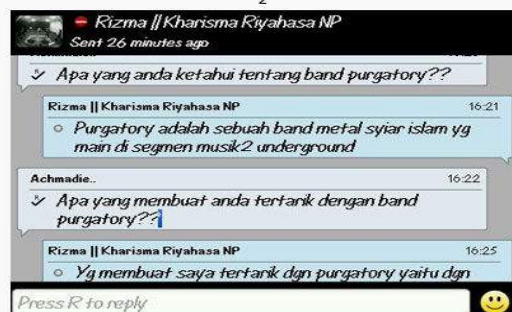 2
Rizma || Kharisma Riyahasa NP
Sent 26 minutes ago
Apa yang anda ketahui tentang band purgatory??
Rizma || Kharisma Riyahasa NP 16:21
Purgatory adalah sebuah band metal syiar islam yg
main di segmen musik2 underground
Achmadie.. 16:22
Apa yang membuat anda tertarik dengan band
purgatory??
Rizma || Kharisma Riyahasa NP 16:25
Yg membuat saya tertarik dgn purgatory yaitu dgn
Press R to reply